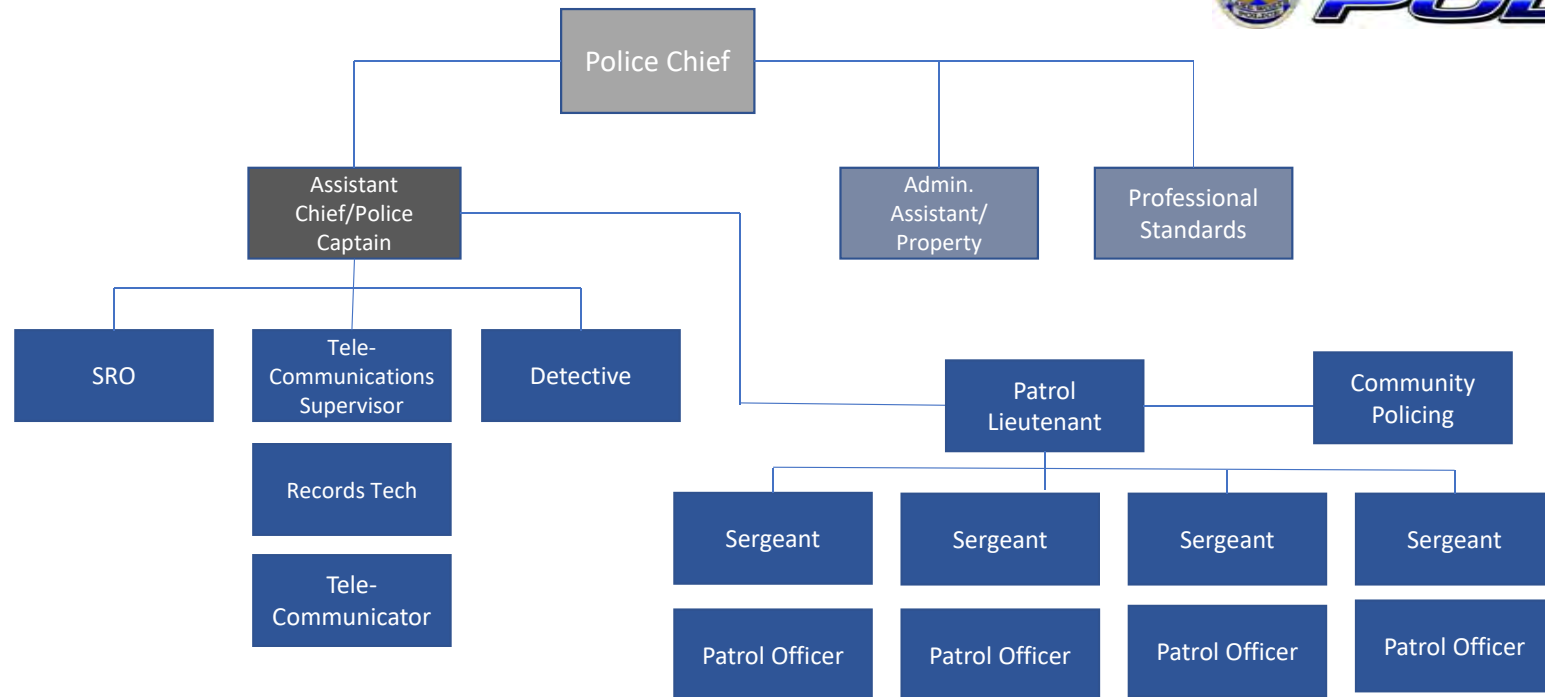 Police Chief
Assistant
Chief/Police
Captain
Admin.
Assistant/
Property
Professional
Standards
SRO
Tele-
Communications
Supervisor
Detective
Patrol
Lieutenant
Community
Policing
Records Tech
Sergeant
Sergeant
Sergeant
Sergeant
Tele-
Communicator
Patrol Officer
Patrol Officer
Patrol Officer
Patrol Officer